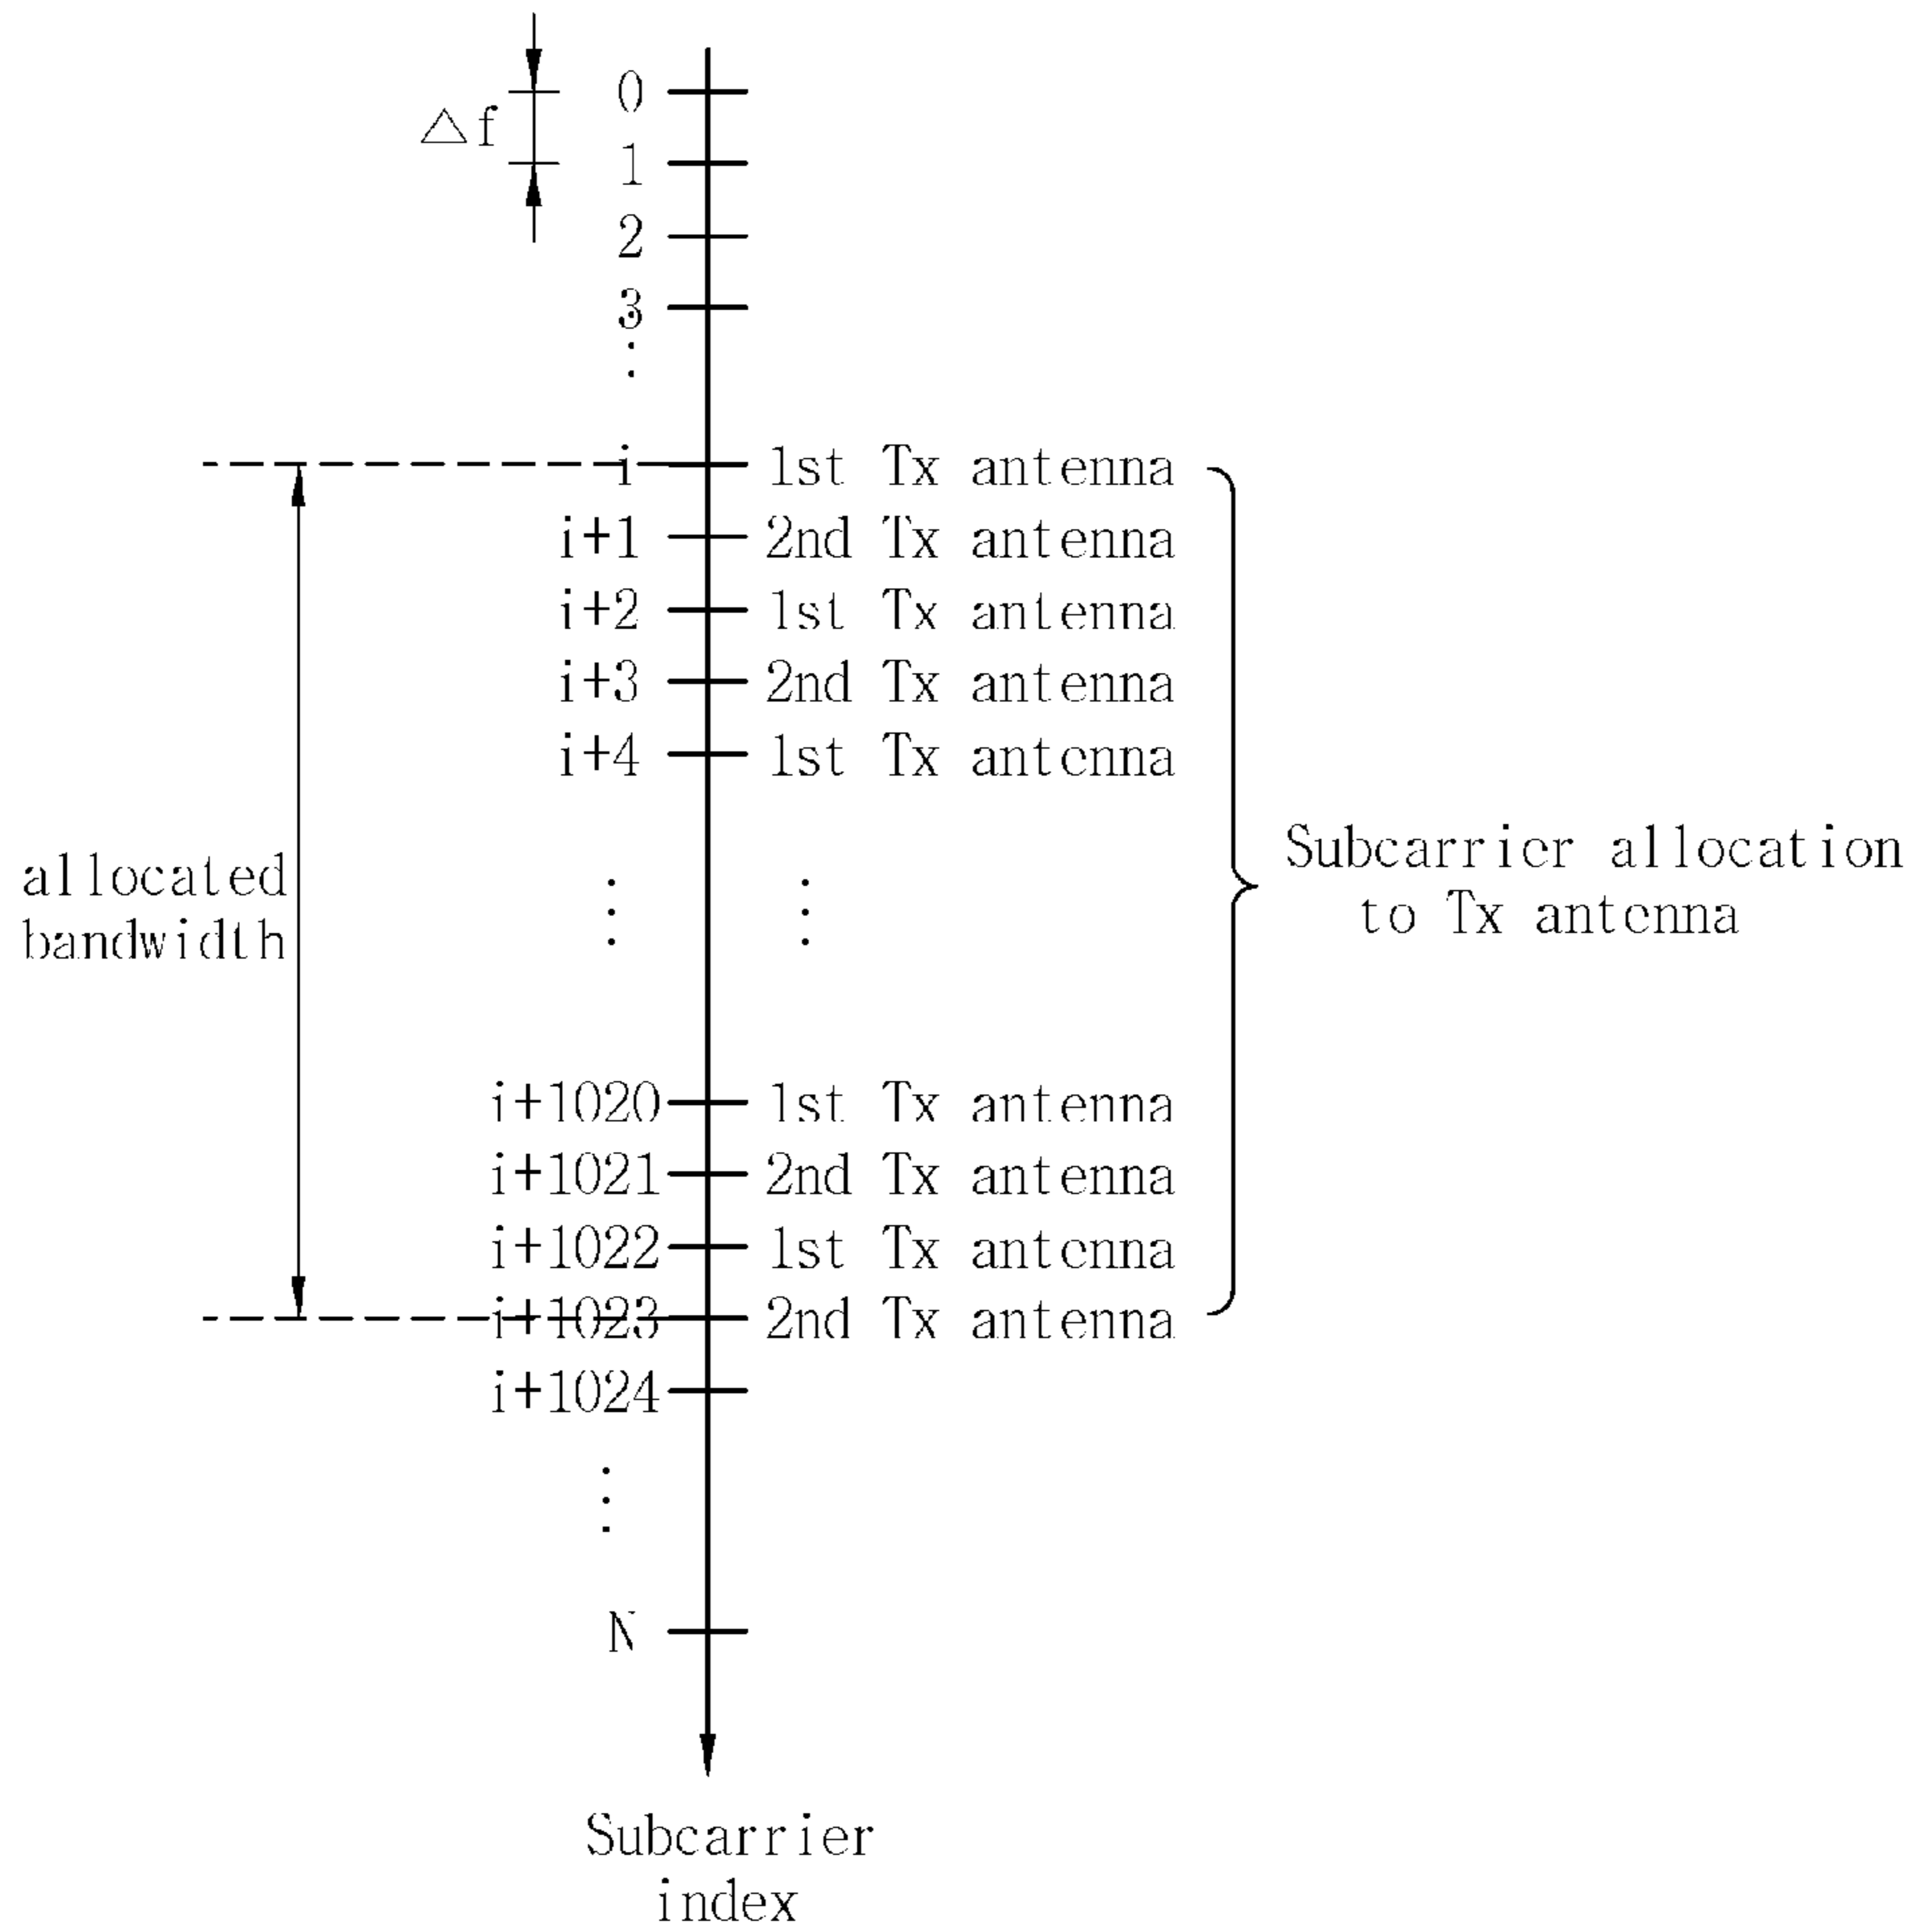 △f
0
1
2
3
i 1st Tx antenna
i+1 2nd Tx antenna
i+2 1st Tx antenna
i+3 2nd Tx antenna
i+4 1st Tx antenna
allocated
bandwidth
Subcarrier allocation
to Tx antenna
i+1020 1st Tx antenna
i+1021 2nd Tx antenna
i+1022 1st Tx antenna
i+1023 2nd Tx antenna
i+1024
N
Subcarrier
index